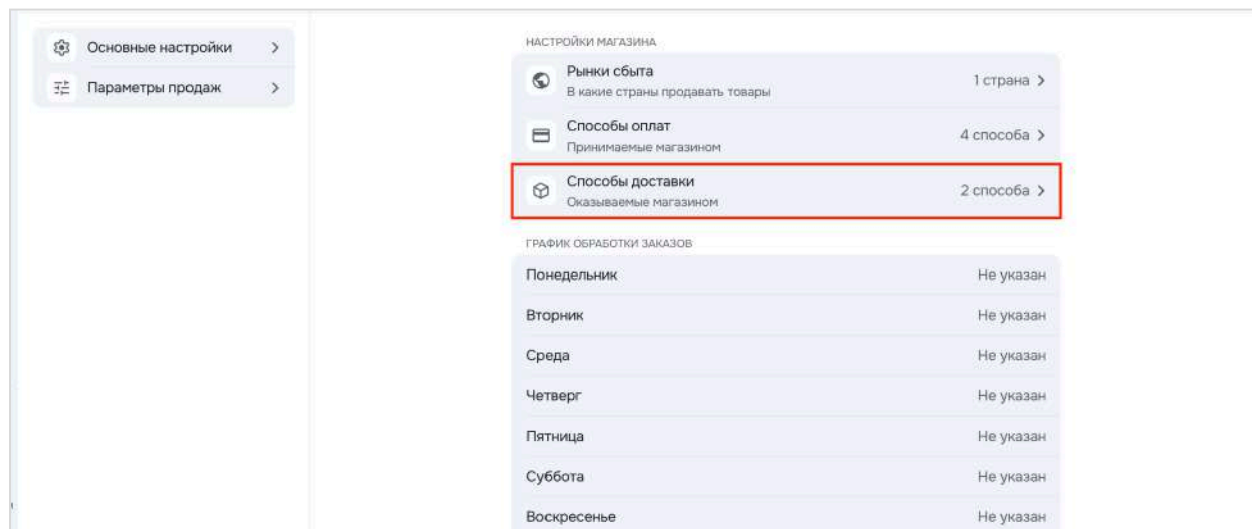 Основные настройки
Параметры продаж
НАСТРОЙКИ МАГАЗИНА
Рынки сбыта
В какие страны продавать товары
1 страна
Способы оплат
Принимаемые магазином
4 способа
Способы доставки
Оказываемые магазином
2 способа
ГРАФИК ОБРАБОТКИ ЗАКАЗОВ
Понедельник Не указан
Вторник Не указан
Среда Не указан
Четверг Не указан
Пятница Не указан
Суббота Не указан
Воскресенье Не указан